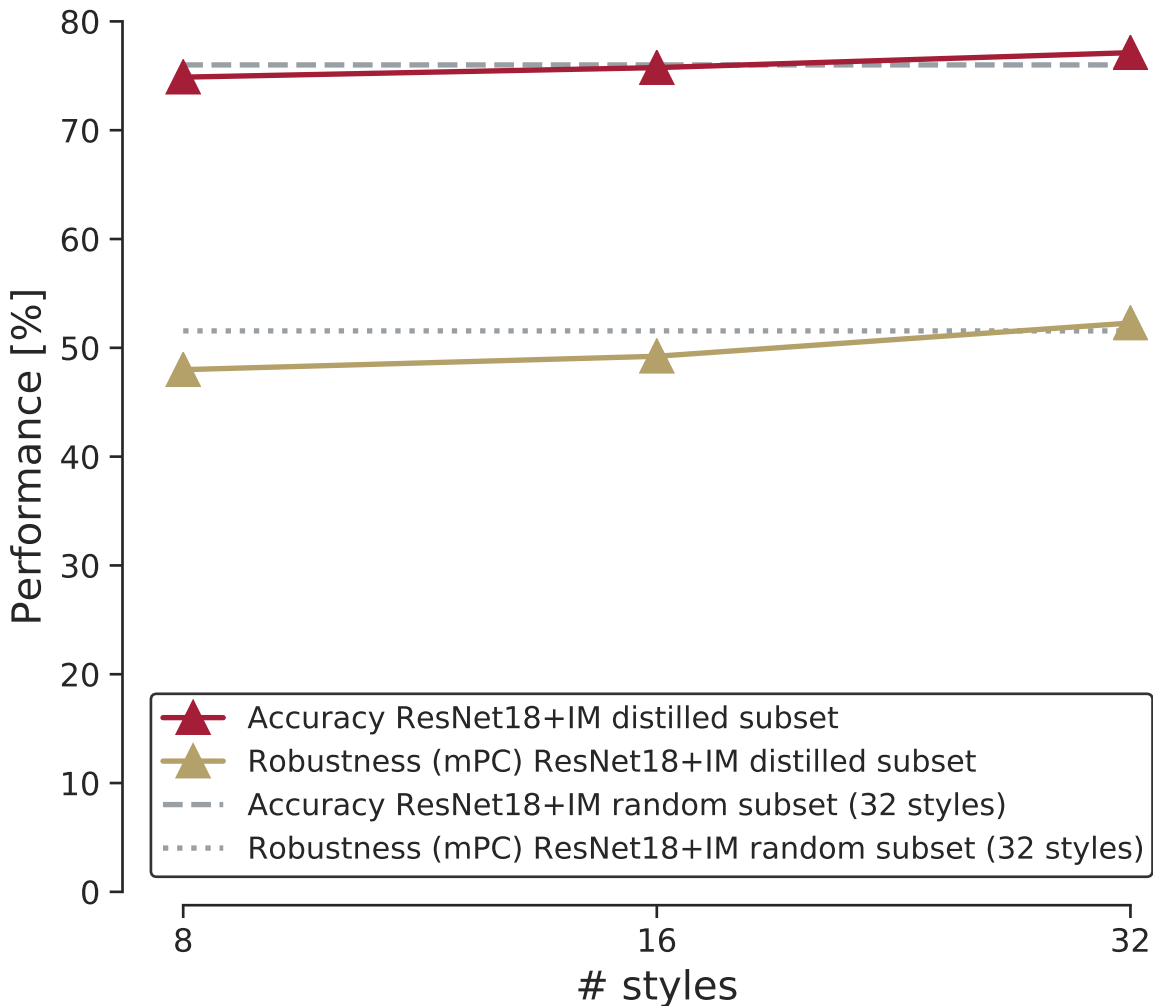 80
70
60
50
40
30
20
10
0
Performance [%]
Accuracy ResNet18+IM distilled subset
Robustness (mPC) ResNet18+IM distilled subset
Accuracy ResNet18+IM random subset (32 styles)
Robustness (mPC) ResNet18+IM random subset (32 styles)
8
16
32
# styles